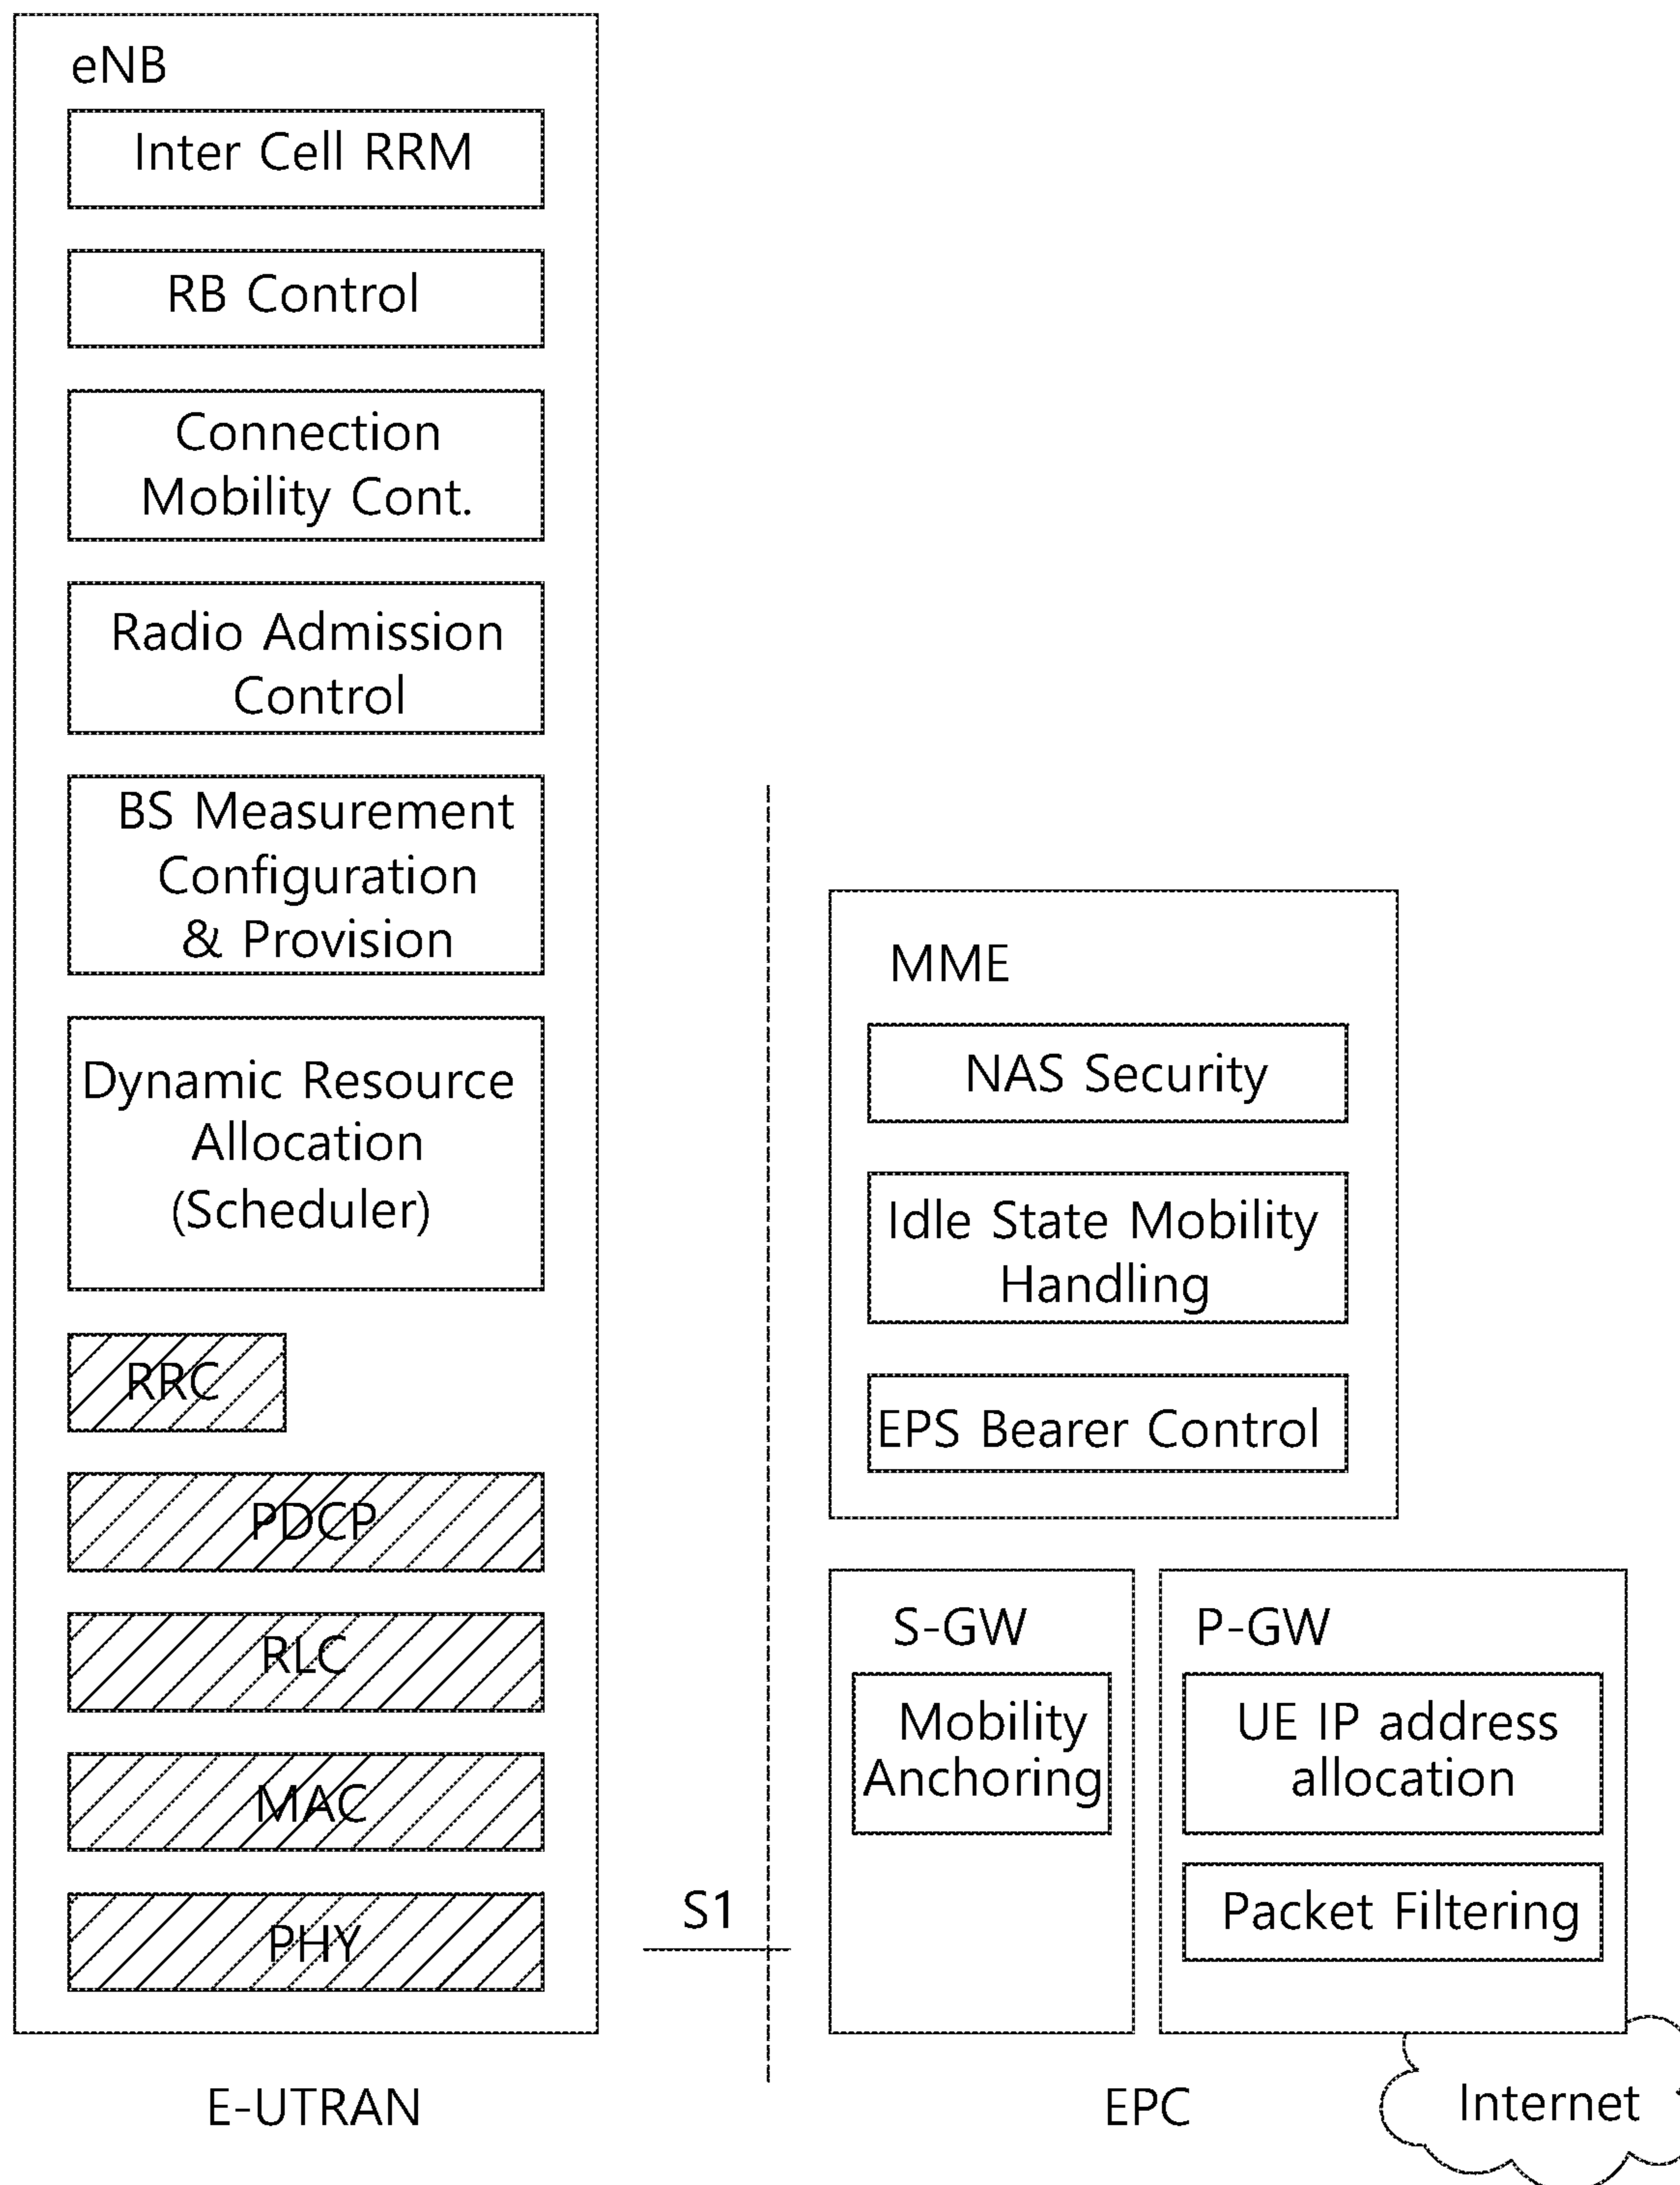 eNB
Inter Cell RRM
RB Control
Connection
Mobility Cont.
Radio Admission
Control
BS Measurement
Configuration
& Provision
Dynamic Resource
Allocation
(Scheduler)
RRC
PDCP
RLC
MAC
PHY
S1
MME
NAS Security
Idle State Mobility
Handling
EPS Bearer Control
S-GW
Mobility
Anchoring
P-GW
UE IP address
allocation
Packet Filtering
E-UTRAN
EPC
Internet